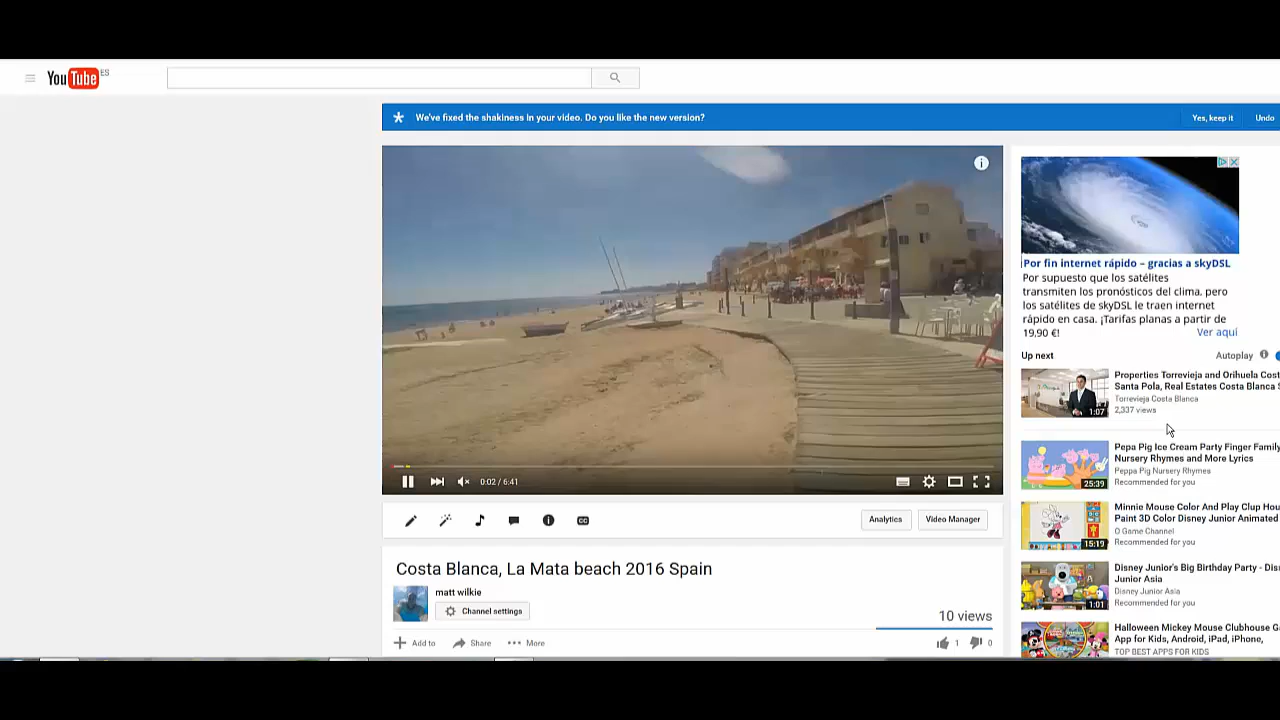 YouTube ES
We've fixed the shakiness in your video. Do you like the new version?
Yes, keep it
Undo
Por fin internet rápido – gracias a skyDSL
Por supuesto que los satélites
transmiten los pronósticos del clima. pero
los satélites de skyDSL le traen internet
rápido en casa. ¡Tarifas planas a partir de
19,90 €!
Ver aquí
Up next
Autoplay
Properties Torrevieja and Orihuela Cost
Santa Pola, Real Estates Costa Blanca S
Torrevieja Costa Blanca
2,337 views
1:07
Pepa Pig Ice Cream Party Finger Family
Nursery Rhymes and More Lyrics
Peppa Pig Nursery Rhymes
Recommended for you
25:39
Minnie Mouse Color And Play Clup Hou
Paint 3D Color Disney Junior Animated
O Game Channel
Recommended for you
15:19
Disney Junior's Big Birthday Party - Dis
Junior Asia
Disney Junior Asia
Recommended for you
1:01
Halloween Mickey Mouse Clubhouse Ga
App for Kids, Android, iPad, iPhone,
TOP BEST APPS FOR KIDS
0:02 / 6:41
CC
Analytics
Video Manager
Costa Blanca, La Mata beach 2016 Spain
matt wilkie
Channel settings
10 views
Add to
Share
More
1
0